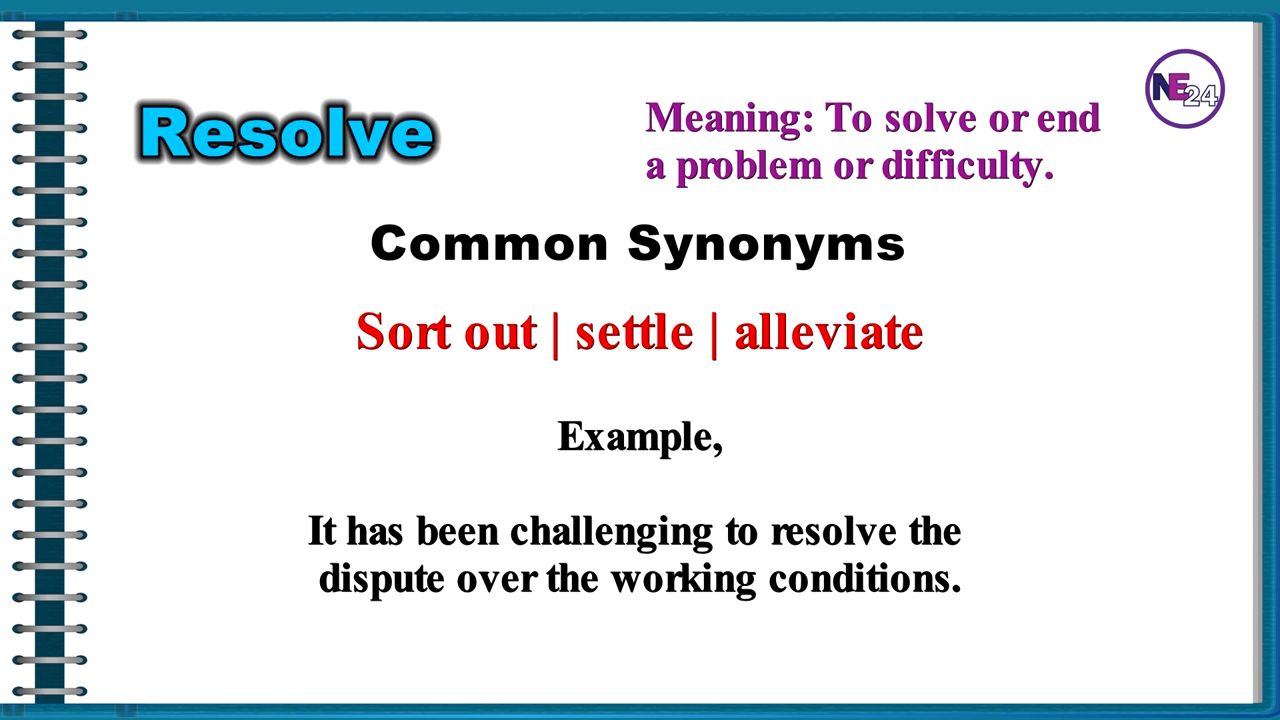 Resolve
Meaning: To solve or end
a problem or difficulty.
NE24
Common Synonyms
Sort out | settle | alleviate
Example,
It has been challenging to resolve the
dispute over the working conditions.